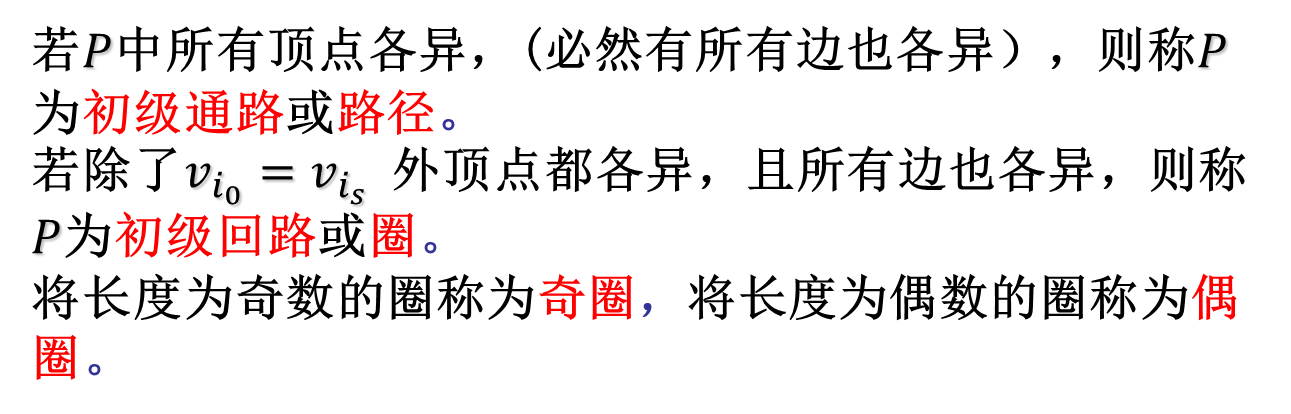 若P中所有顶点各异，(必然有所有边也各异），则称P
为初级通路或路径。
若除了v_{i_0} = v_{i_s} 外顶点都各异，且所有边也各异，则称
P为初级回路或圈。
将长度为奇数的圈称为奇圈，将长度为偶数的圈称为偶
圈。